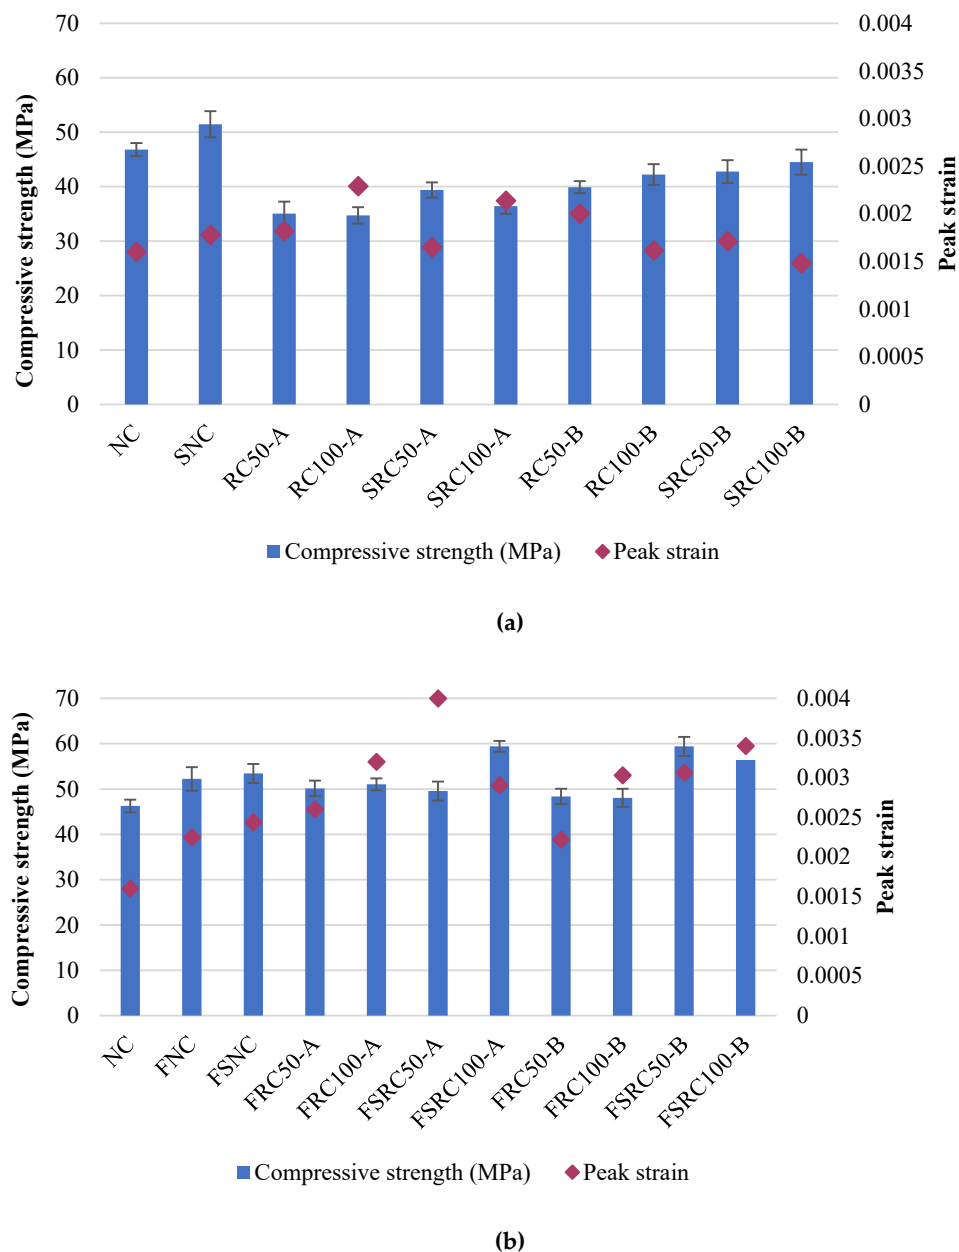 70
60
50
40
30
20
10
0
Compressive strength (MPa)
0.004
0.0035
0.003
0.0025
0.002
0.0015
0.001
0.0005
0
Peak strain
NC
SNC
RC50-A
RC100-A
SRC50-A
SRC100-A
RC50-B
RC100-B
SRC50-B
SRC100-B
Compressive strength (MPa) Peak strain
(a)
70
60
50
40
30
20
10
0
Compressive strength (MPa)
0.004
0.0035
0.003
0.0025
0.002
0.0015
0.001
0.0005
0
Peak strain
NC
FNC
FSNC
FRC50-A
FRC100-A
FSRC50-A
FSRC100-A
FRC50-B
FRC100-B
FSRC50-B
FSRC100-B
Compressive strength (MPa) Peak strain
(b)